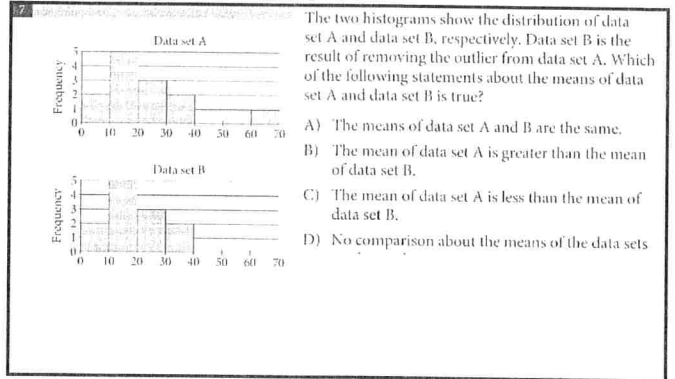 7
The two histograms show the distribution of data
set A and data set B, respectively. Data set B is the
result of removing the outlier from data set A. Which
of the following statements about the means of data
set A and data set B is true?
A) The means of data set A and B are the same.
B) The mean of data set A is greater than the mean
of data set B.
C) The mean of data set A is less than the mean of
data set B.
D) No comparison about the means of the data sets
Data set A
Frequency
5
4
3
2
1
0
0 10 20 30 40 50 60 70
Data set B
Frequency
5
4
3
2
1
0
0 10 20 30 40 50 60 70